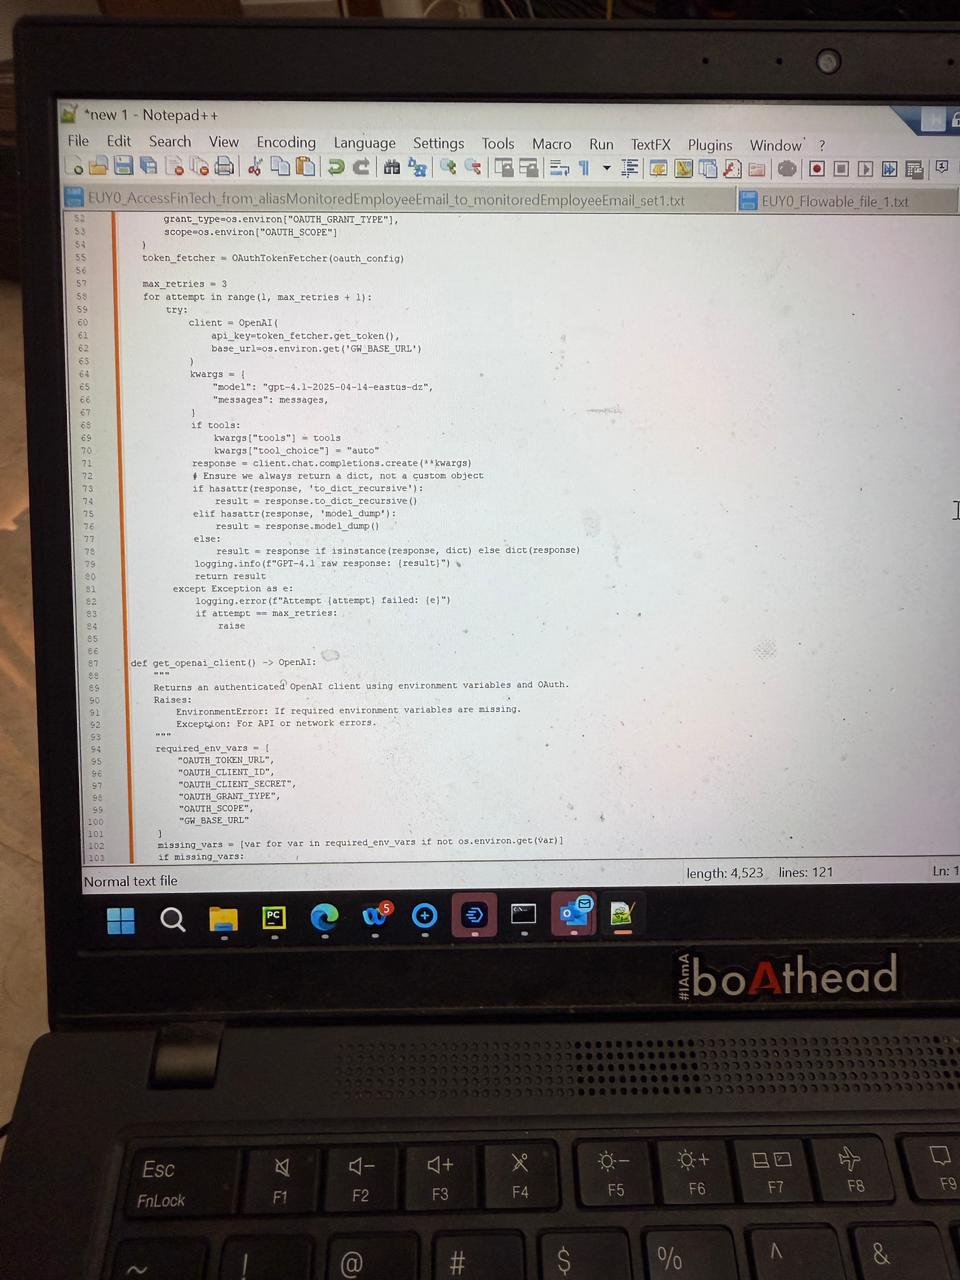 *new 1 - Notepad++
File Edit Search View Encoding Language Settings Tools Macro Run TextFX Plugins Window ?
EUY0_AccessFinTech_from_aliasMonitoredEmployeeEmail_to_monitoredEmployeeEmail_set1.txt EUY0_Flowable_file_1.txt
52 grant_type=os.environ["OAUTH_GRANT_TYPE"],
53 scope=os.environ["OAUTH_SCOPE"]
54 )
55 token_fetcher = OAuthTokenFetcher(oauth_config)
56
57 max_retries = 3
58 for attempt in range(1, max_retries + 1):
59 try:
60 client = OpenAI(
61 api_key=token_fetcher.get_token(),
62 base_url=os.environ.get('GW_BASE_URL')
63 )
64 kwargs = {
65 "model": "gpt-4.1-2025-04-14-eastus-dz",
66 "messages": messages,
67 }
68 if tools:
69 kwargs["tools"] = tools
70 kwargs["tool_choice"] = "auto"
71 response = client.chat.completions.create(**kwargs)
72 # Ensure we always return a dict, not a custom object
73 if hasattr(response, 'to_dict_recursive'):
74 result = response.to_dict_recursive()
75 elif hasattr(response, 'model_dump'):
76 result = response.model_dump()
77 else:
78 result = response if isinstance(response, dict) else dict(response)
79 logging.info(f"GPT-4.1 raw response: {result}")
80 return result
81 except Exception as e:
82 logging.error(f"Attempt {attempt} failed: {e}")
83 if attempt == max_retries:
84 raise
85
86
87 def get_openai_client() -> OpenAI:
88 """
89 Returns an authenticated OpenAI client using environment variables and OAuth.
90 Raises:
91 EnvironmentError: If required environment variables are missing.
92 Exception: For API or network errors.
93 """
94 required_env_vars = [
95 "OAUTH_TOKEN_URL",
96 "OAUTH_CLIENT_ID",
97 "OAUTH_CLIENT_SECRET",
98 "OAUTH_GRANT_TYPE",
99 "OAUTH_SCOPE",
100 "GW_BASE_URL"
101 ]
102 missing_vars = [var for var in required_env_vars if not os.environ.get(var)]
103 if missing_vars:
Normal text file length: 4,523 lines: 121 Ln: 1
PC 5
#IAmA boAthead
Esc
FnLock F1 F2 F3 F4 F5 F6 F7 F8 F9
~ ! @ # $ % ^ &